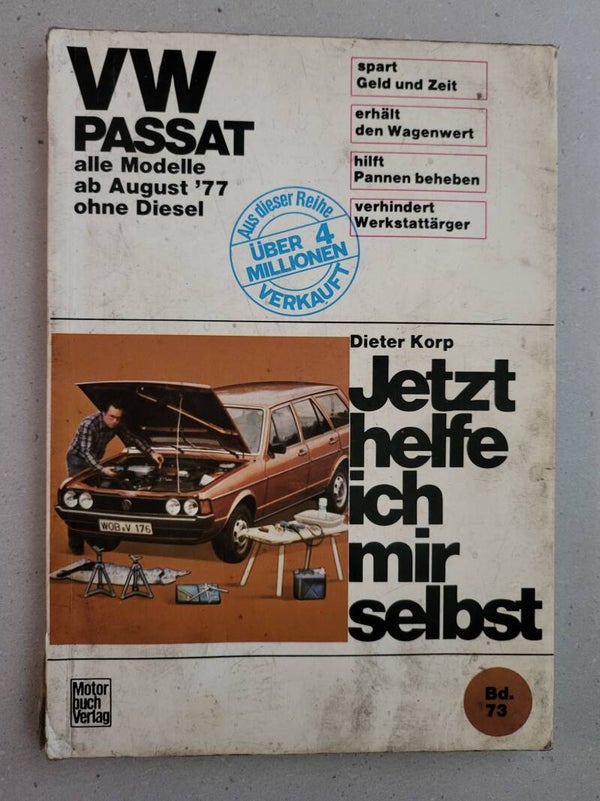 VW
PASSAT
alle Modelle
ab August '77
ohne Diesel
spart
Geld und Zeit
erhält
den Wagenwert
hilft
Pannen beheben
verhindert
Werkstattärger
Aus dieser Reihe
ÜBER 4
MILLIONEN
VERKAUFT
Dieter Korp
Jetzt
helfe
ich
mir
selbst
WOB-V 176
Motor
buch
Verlag
Bd.
73